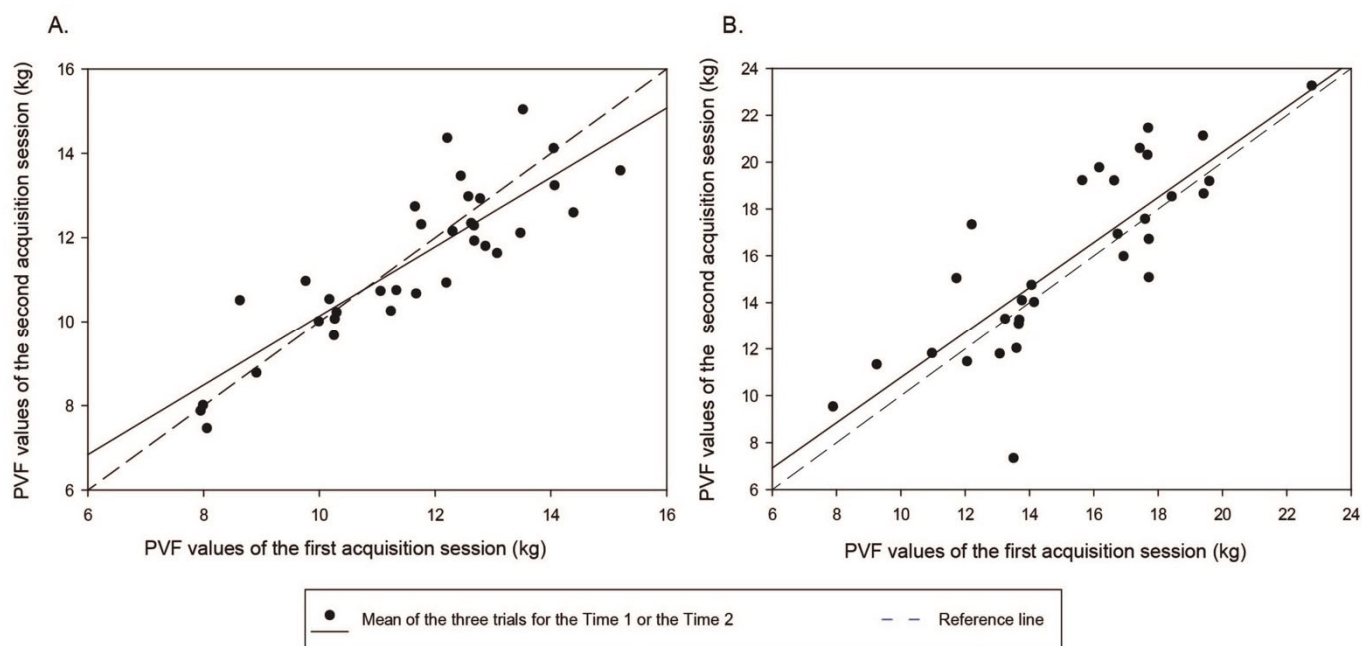 A.
PVF values of the second acquisition session (kg)
16
14
12
10
8
6
6 8 10 12 14 16
PVF values of the first acquisition session (kg)
B.
PVF values of the second acquisition session (kg)
24
22
20
18
16
14
12
10
8
6
6 8 10 12 14 16 18 20 22 24
PVF values of the first acquisition session (kg)
Mean of the three trials for the Time 1 or the Time 2
Reference line